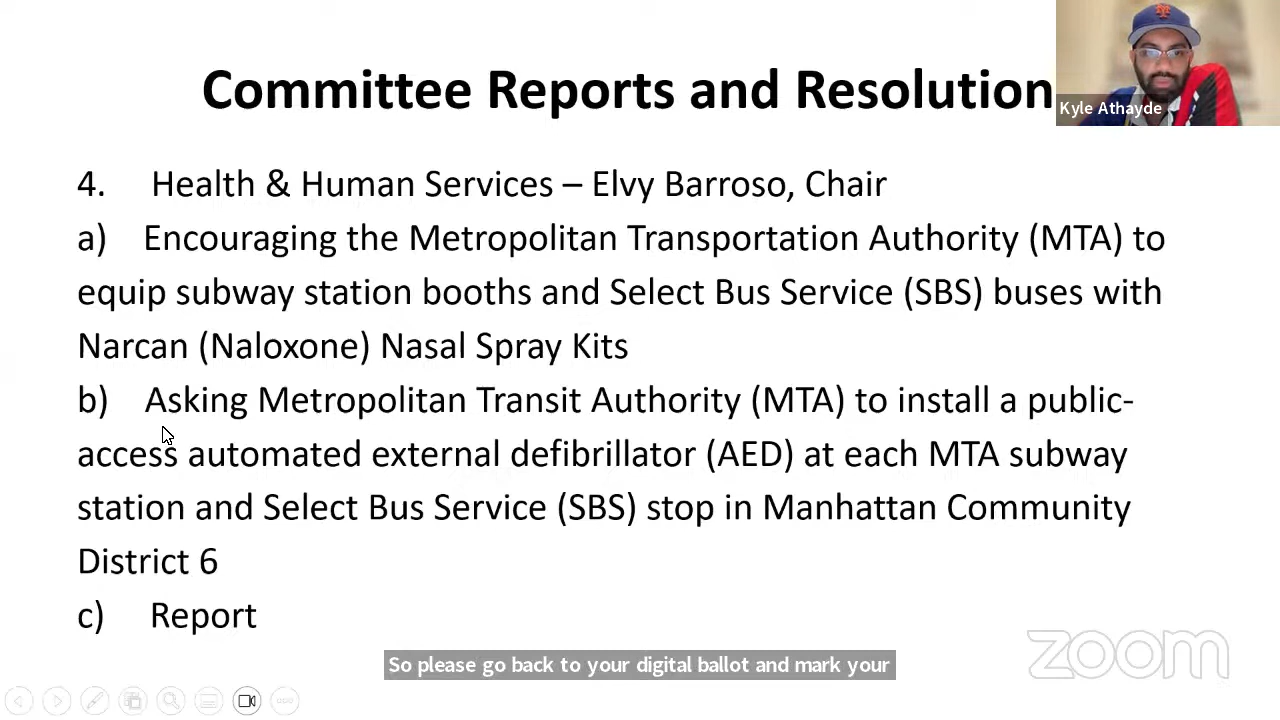 Committee Reports and Resolution
Kyle Athayde
4. Health & Human Services – Elvy Barroso, Chair
a) Encouraging the Metropolitan Transportation Authority (MTA) to
equip subway station booths and Select Bus Service (SBS) buses with
Narcan (Naloxone) Nasal Spray Kits
b) Asking Metropolitan Transit Authority (MTA) to install a public-
access automated external defibrillator (AED) at each MTA subway
station and Select Bus Service (SBS) stop in Manhattan Community
District 6
c) Report
So please go back to your digital ballot and mark your
zoom